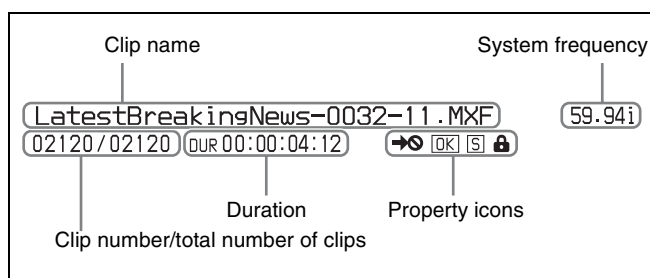 Clip name
System frequency
LatestBreakingNews-0032-11.MXF
59.94i
02120/02120 DUR 00:00:04:12 OK S
Duration
Property icons
Clip number/total number of clips